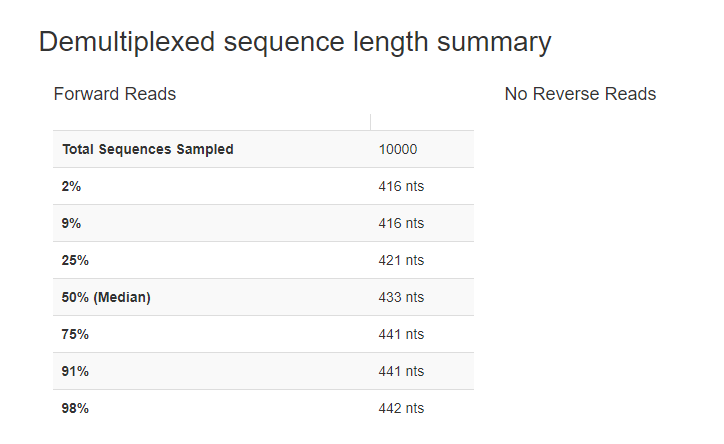 Demultiplexed sequence length summary
Forward Reads
No Reverse Reads
Total Sequences Sampled 10000
2% 416 nts
9% 416 nts
25% 421 nts
50% (Median) 433 nts
75% 441 nts
91% 441 nts
98% 442 nts